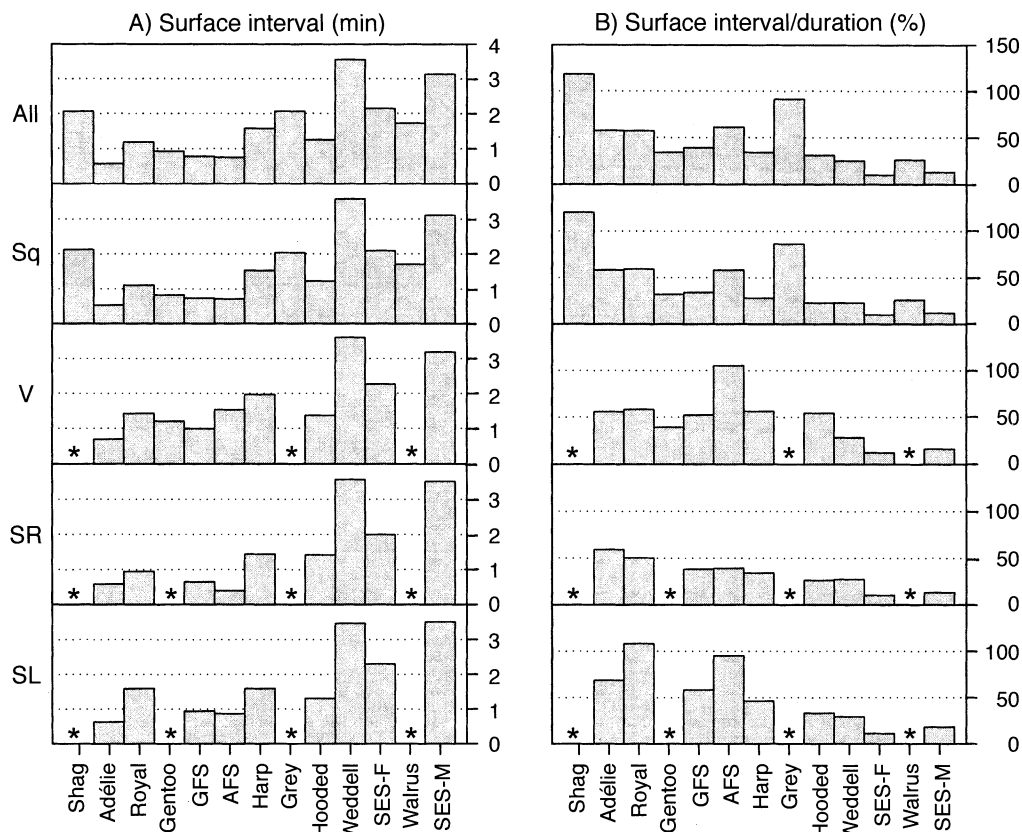 A) Surface interval (min)
B) Surface interval/duration (%)
All
4
3
2
1
0
150
100
50
0
Sq
3
2
1
0
100
50
0
V
* * *
3
2
1
0
* * *
100
50
0
SR
* * * *
3
2
1
0
* * * *
100
50
0
SL
* * * *
3
2
1
0
* * * *
100
50
0
Shag
Adélie
Royal
Gentoo
GFS
AFS
Harp
Grey
Hooded
Weddell
SES-F
Walrus
SES-M
Shag
Adélie
Royal
Gentoo
GFS
AFS
Harp
Grey
Hooded
Weddell
SES-F
Walrus
SES-M